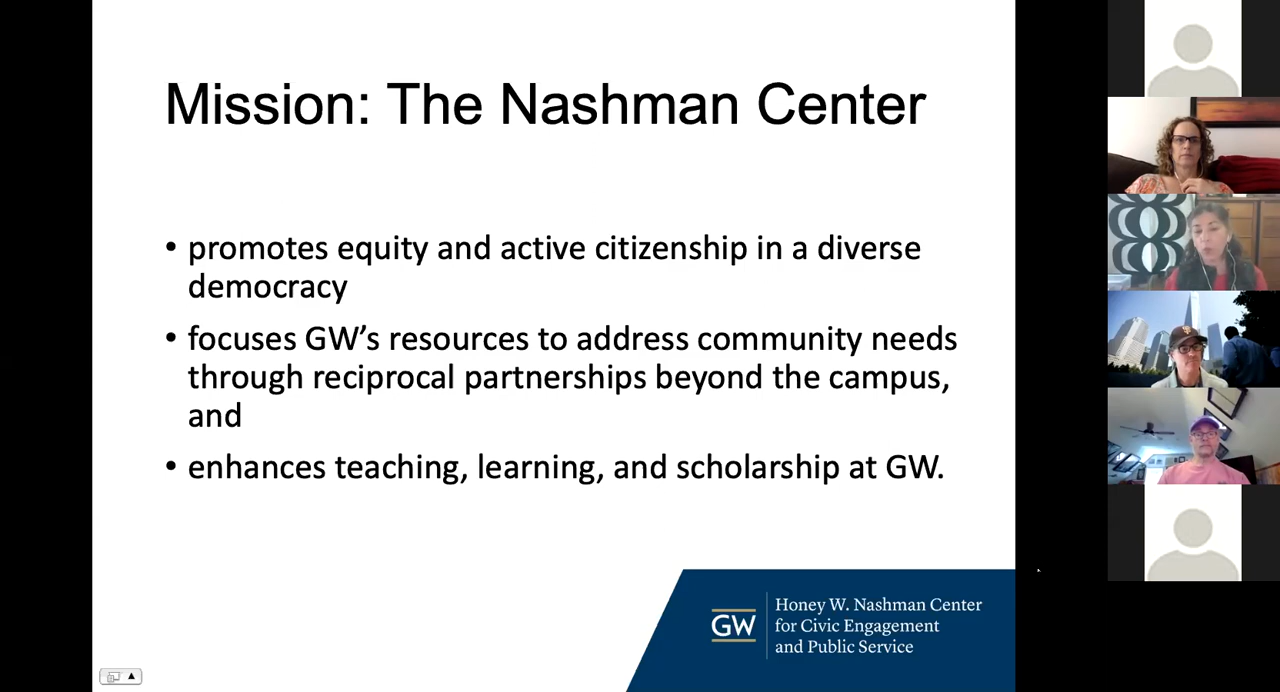 Mission: The Nashman Center
• promotes equity and active citizenship in a diverse
democracy
• focuses GW’s resources to address community needs
through reciprocal partnerships beyond the campus,
and
• enhances teaching, learning, and scholarship at GW.
GW
Honey W. Nashman Center
for Civic Engagement
and Public Service